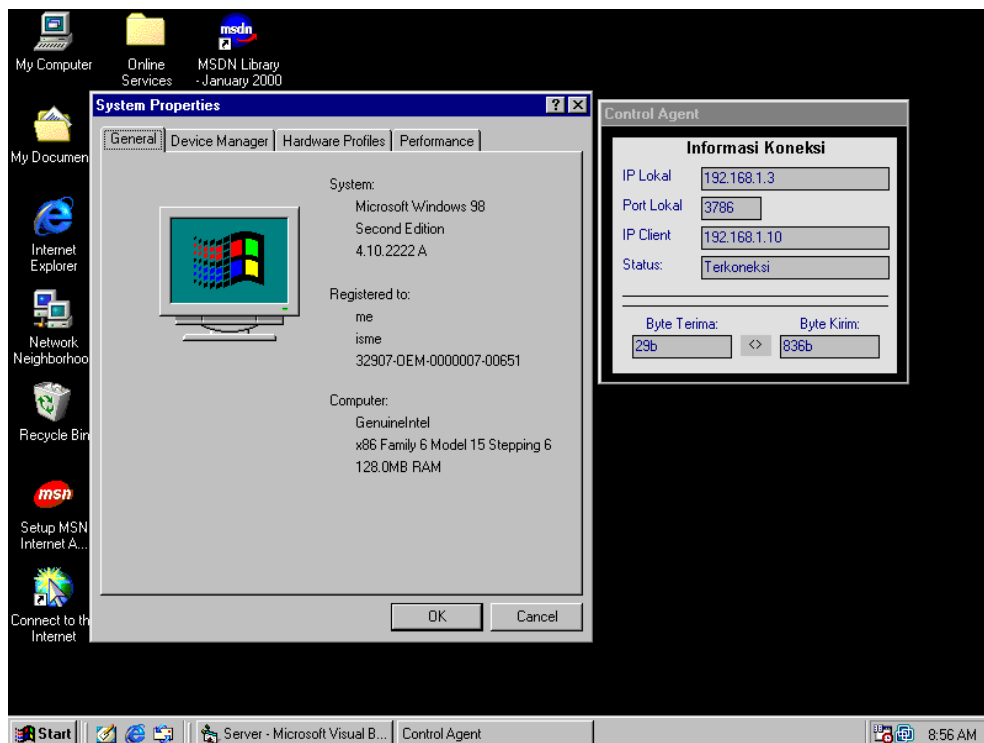 My Computer
Online
Services
msdn
MSDN Library
- January 2000
My Documen
Internet
Explorer
Network
Neighborhoo
Recycle Bin
msn
Setup MSN
Internet A...
Connect to th
Internet
System Properties
General
Device Manager
Hardware Profiles
Performance
System:
Microsoft Windows 98
Second Edition
4.10.2222 A
Registered to:
me
isme
32907-OEM-0000007-00651
Computer:
GenuineIntel
x86 Family 6 Model 15 Stepping 6
128.0MB RAM
OK
Cancel
Control Agent
Informasi Koneksi
IP Lokal
192.168.1.3
Port Lokal
3786
IP Client
192.168.1.10
Status:
Terkoneksi
Byte Terima:
Byte Kirim:
29b
<>
836b
Start
Server - Microsoft Visual B...
Control Agent
8:56 AM